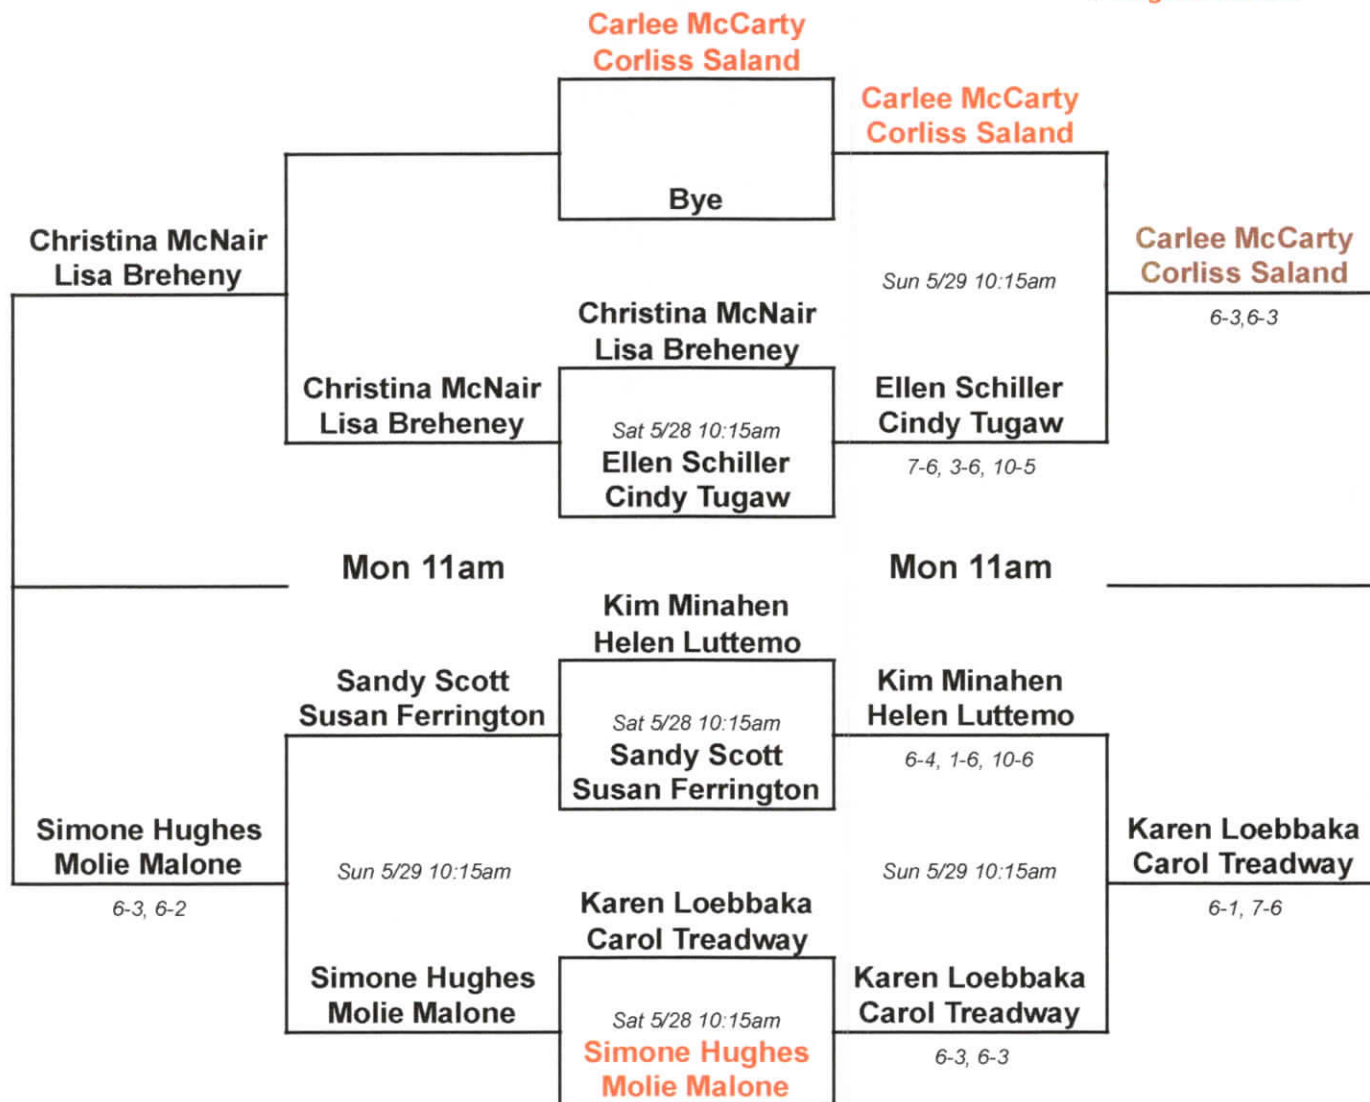 Carlee McCarty
Corliss Saland
Carlee McCarty
Corliss Saland
Bye
Christina McNair
Lisa Breheny
Carlee McCarty
Corliss Saland
Sun 5/29 10:15am
6-3,6-3
Christina McNair
Lisa Breheney
Christina McNair
Lisa Breheney
Ellen Schiller
Cindy Tugaw
Sat 5/28 10:15am
Ellen Schiller
Cindy Tugaw
7-6, 3-6, 10-5
Mon 11am
Mon 11am
Kim Minahen
Helen Luttemo
Sandy Scott
Susan Ferrington
Kim Minahen
Helen Luttemo
Sat 5/28 10:15am
Sandy Scott
Susan Ferrington
6-4, 1-6, 10-6
Simone Hughes
Molie Malone
Karen Loebbaka
Carol Treadway
Sun 5/29 10:15am
Sun 5/29 10:15am
6-3, 6-2
6-1, 7-6
Karen Loebbaka
Carol Treadway
Simone Hughes
Molie Malone
Karen Loebbaka
Carol Treadway
Sat 5/28 10:15am
Simone Hughes
Molie Malone
6-3, 6-3